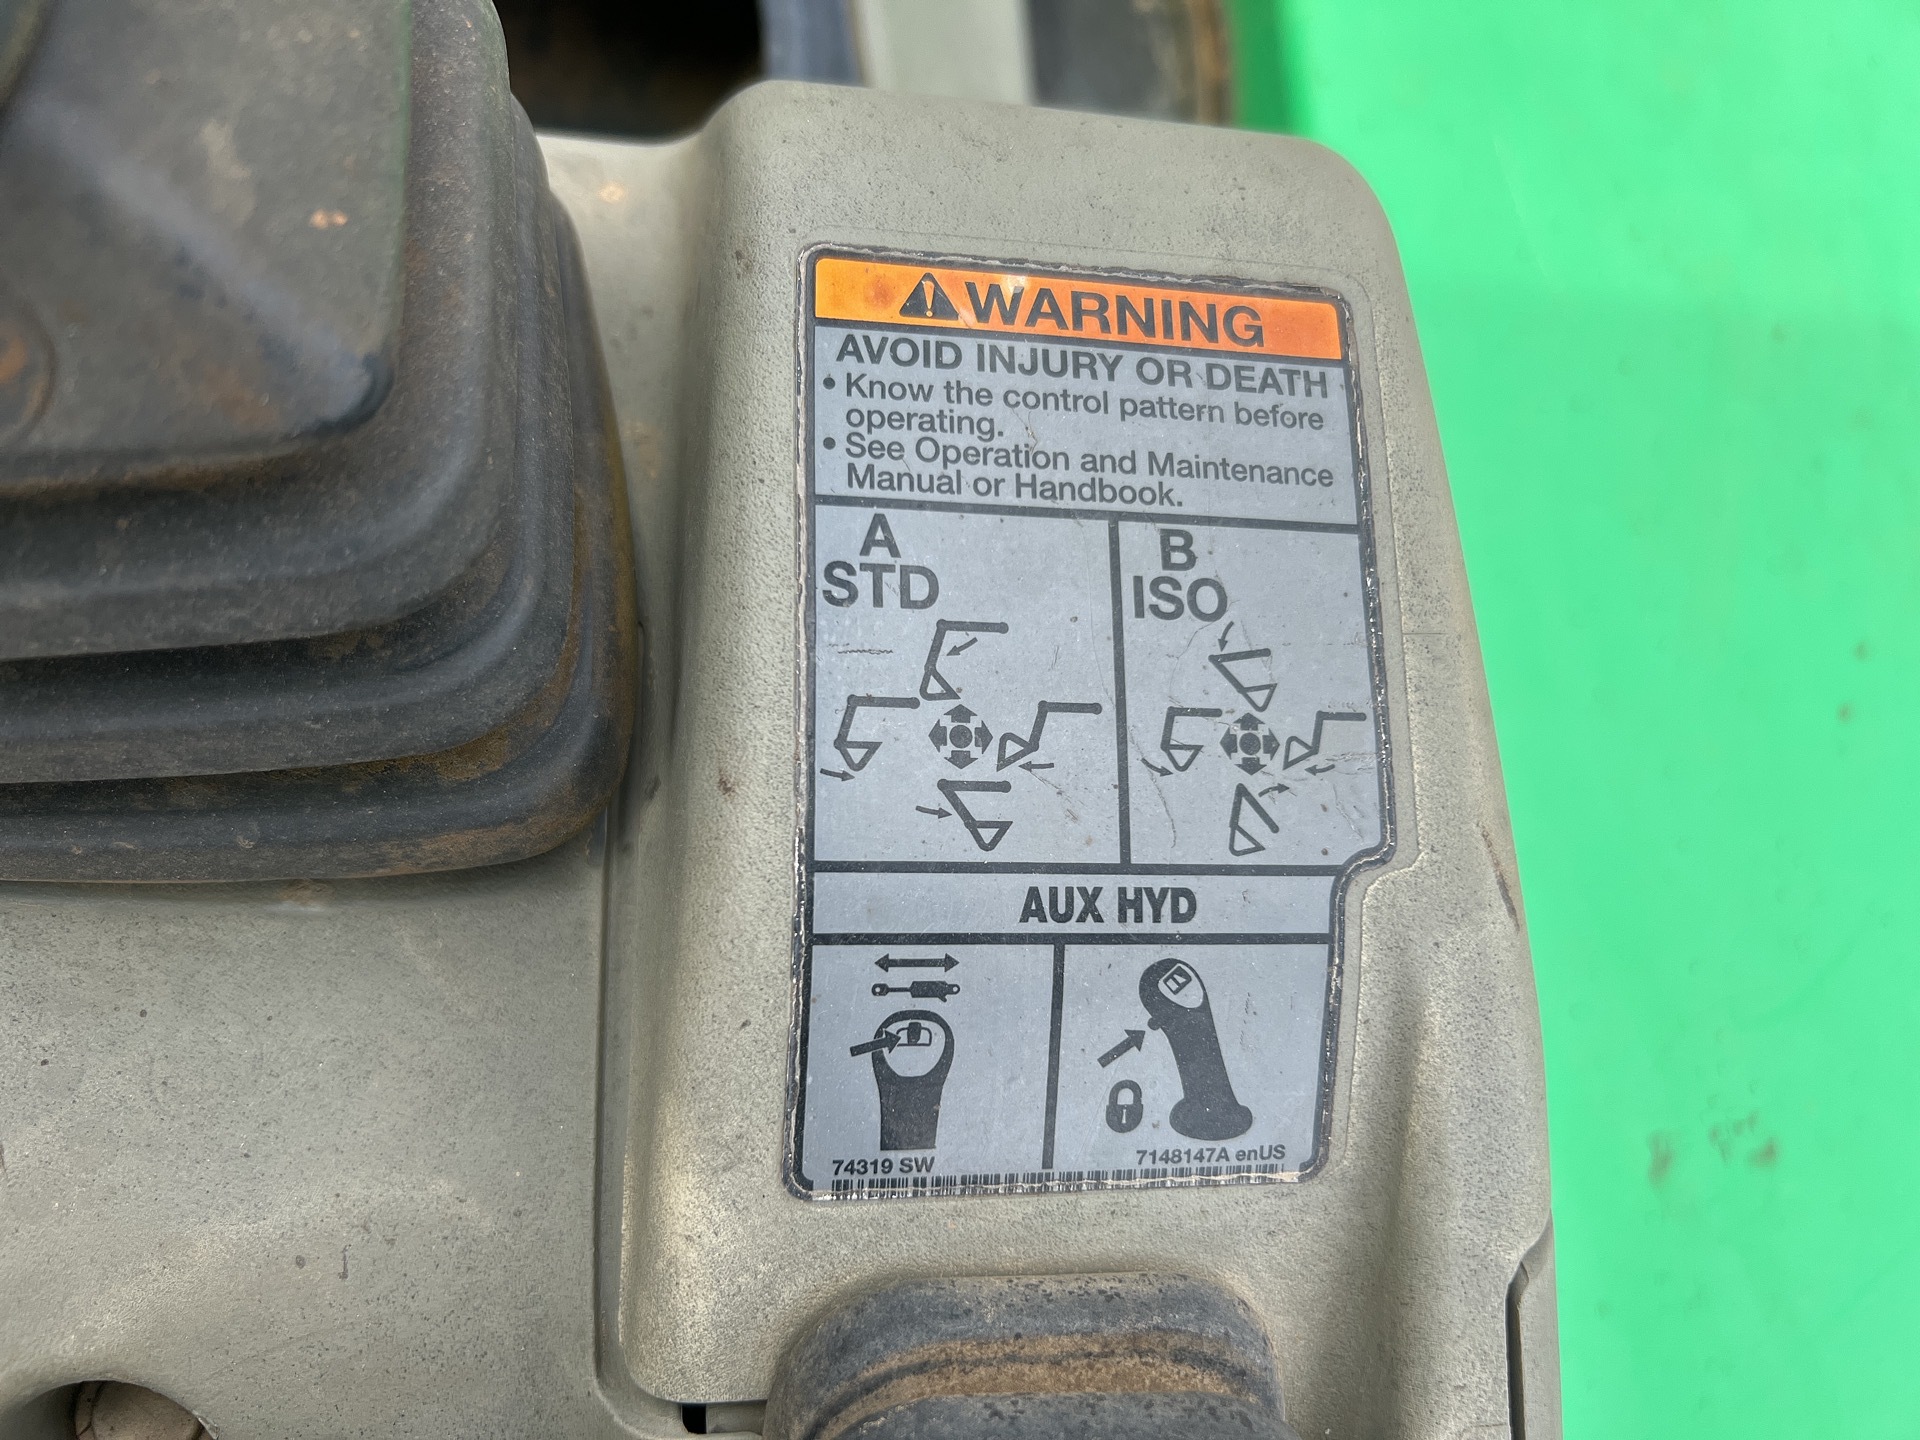 WARNING
AVOID INJURY OR DEATH
• Know the control pattern before
operating.
• See Operation and Maintenance
Manual or Handbook.
A
STD
B
ISO
AUX HYD
74319 SW
7148147A enUS